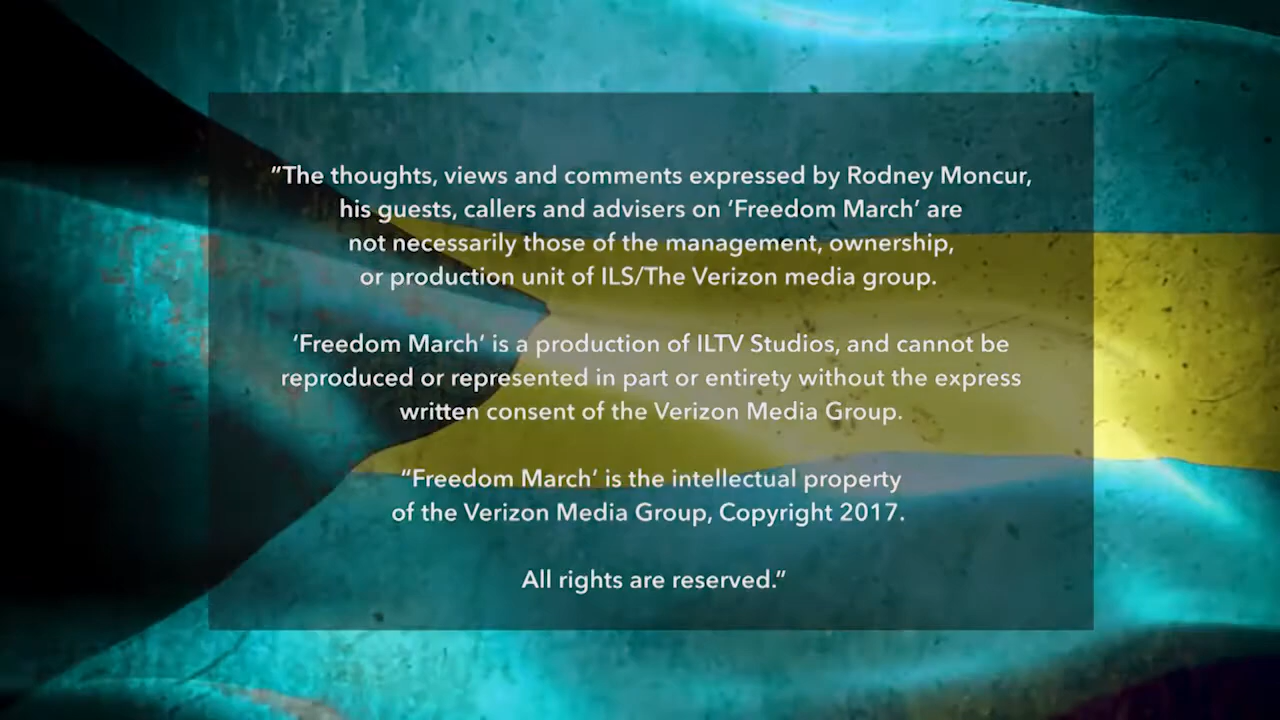 “The thoughts, views and comments expressed by Rodney Moncur,
his guests, callers and advisers on ‘Freedom March’ are
not necessarily those of the management, ownership,
or production unit of ILS/The Verizon media group.
‘Freedom March’ is a production of ILTV Studios, and cannot be
reproduced or represented in part or entirety without the express
written consent of the Verizon Media Group.
“Freedom March’ is the intellectual property
of the Verizon Media Group, Copyright 2017.
All rights are reserved.”